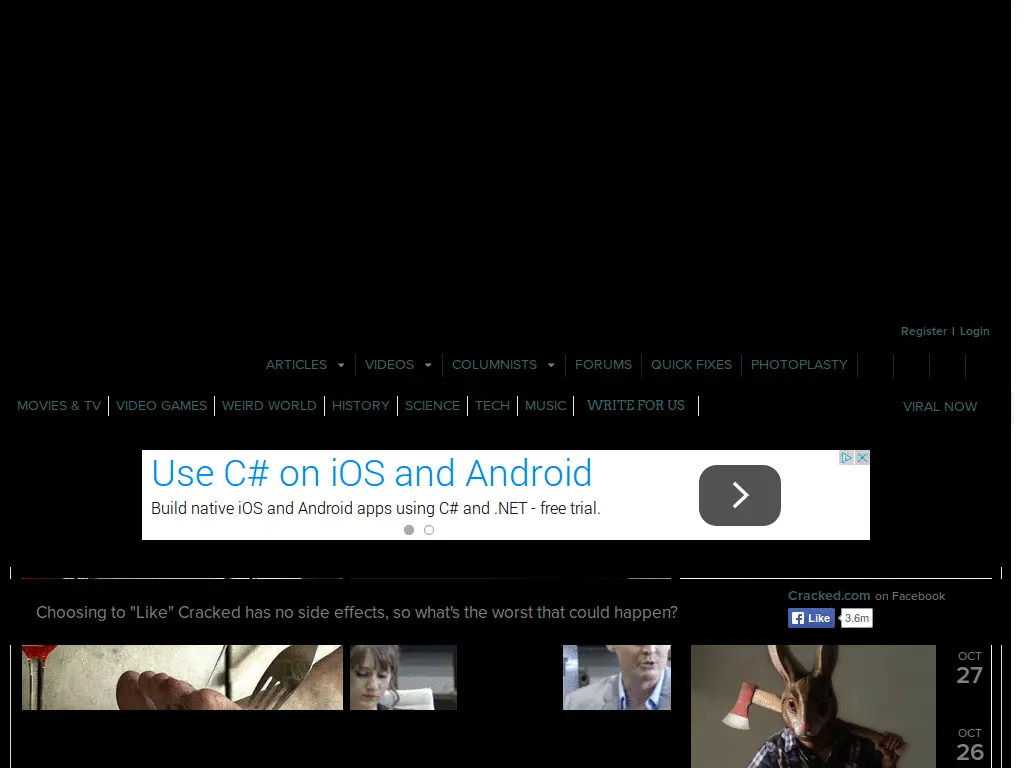 Register | Login
ARTICLES VIDEOS COLUMNISTS FORUMS QUICK FIXES PHOTOPLASTY
MOVIES & TV VIDEO GAMES WEIRD WORLD HISTORY SCIENCE TECH MUSIC WRITE FOR US VIRAL NOW
Use C# on iOS and Android
Build native iOS and Android apps using C# and .NET - free trial.
Cracked.com on Facebook
Choosing to "Like" Cracked has no side effects, so what's the worst that could happen?
Like 3.6m
OCT
27
OCT
26